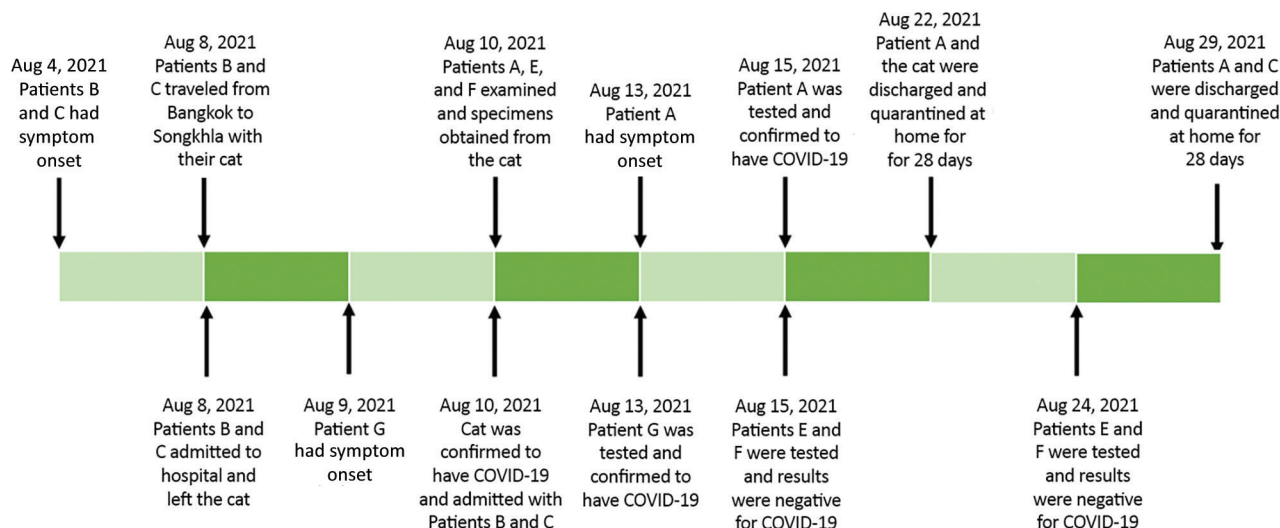 Aug 4, 2021
Patients B
and C had
symptom
onset
Aug 8, 2021
Patients B and
C traveled from
Bangkok to
Songkhla with
their cat
Aug 10, 2021
Patients A, E,
and F examined
and specimens
obtained from
the cat
Aug 13, 2021
Patient A
had symptom
onset
Aug 15, 2021
Patient A was
tested and
confirmed to
have COVID-19
Aug 22, 2021
Patient A and
the cat were
discharged and
quarantined at
home for
for 28 days
Aug 29, 2021
Patients A and C
were discharged
and quarantined
at home for
28 days
Aug 8, 2021
Patients B and
C admitted to
hospital and
left the cat
Aug 9, 2021
Patient G
had symptom
onset
Aug 10, 2021
Cat was
confirmed to
have COVID-19
and admitted with
Patients B and C
Aug 13, 2021
Patient G was
tested and
confirmed to
have COVID-19
Aug 15, 2021
Patients E and
F were tested
and results
were negative
for COVID-19
Aug 24, 2021
Patients E and
F were tested
and results
were negative
for COVID-19